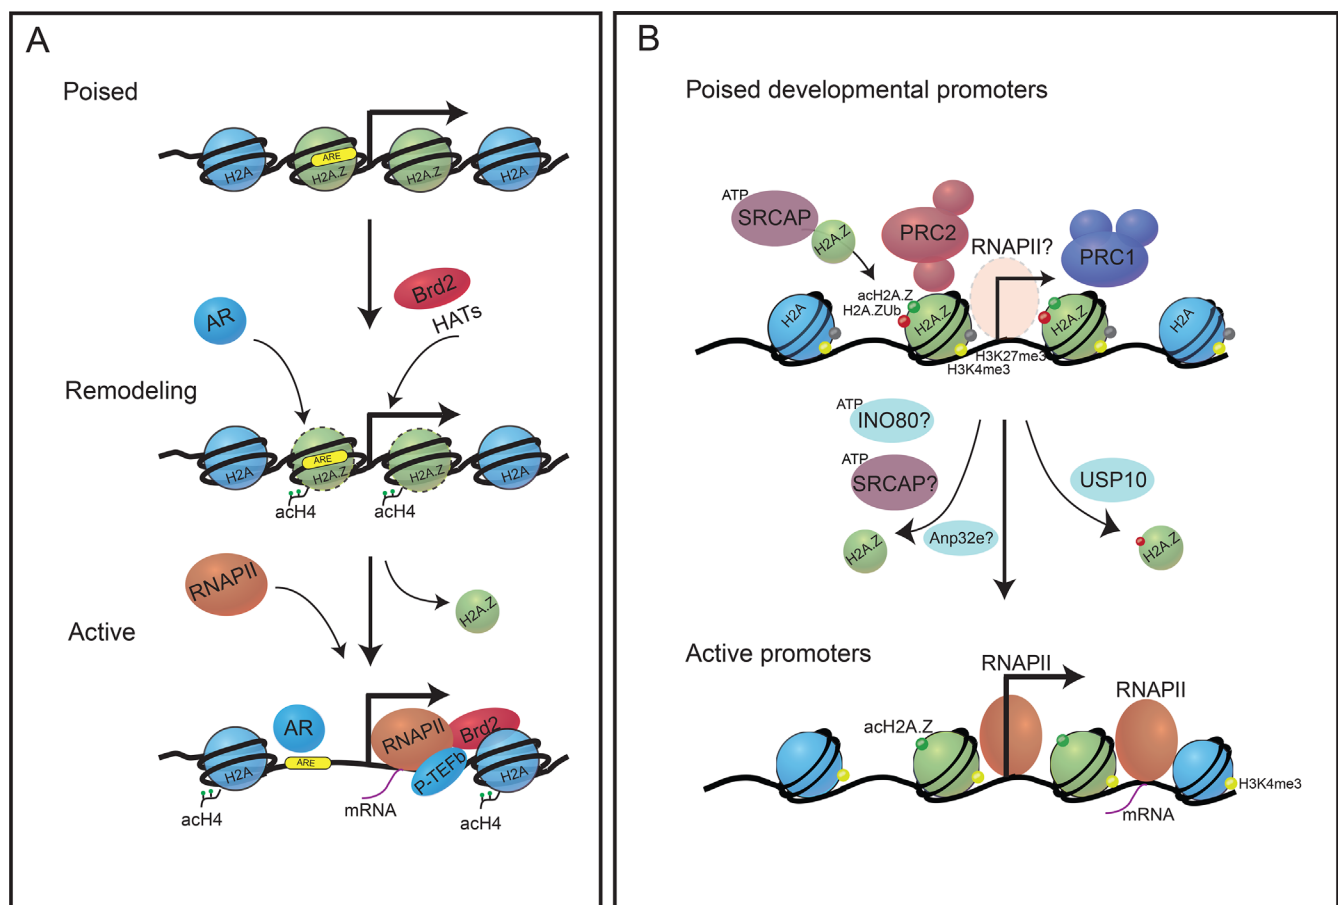 A
Poised
H2A
ARE
H2A.Z
H2A.Z
H2A
AR
Brd2
HATs
Remodeling
H2A
ARE
H2A.Z
H2A.Z
H2A
acH4
acH4
RNAPII
H2A.Z
Active
AR
RNAPII
Brd2
H2A
ARE
P-TEFb
H2A
mRNA
acH4
acH4
B
Poised developmental promoters
ATP
SRCAP
H2A.Z
PRC2
RNAPII?
PRC1
acH2A.Z
H2A.ZUb
H2A
H2A.Z
H2A.Z
H2A
H3K27me3
H3K4me3
ATP
INO80?
ATP
SRCAP?
USP10
H2A.Z
Anp32e?
H2A.Z
Active promoters
RNAPII
RNAPII
acH2A.Z
H3K4me3
mRNA